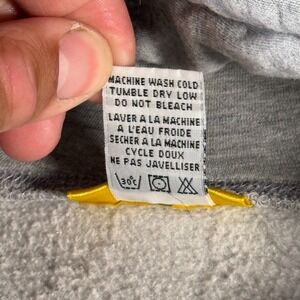 MACHINE WASH COLD
TUMBLE DRY LOW
DO NOT BLEACH
LAVER A LA MACHINE
A L'EAU FROIDE
SECHER A LA MACHINE
CYCLE DOUX
NE PAS JAVELLISER
30°c